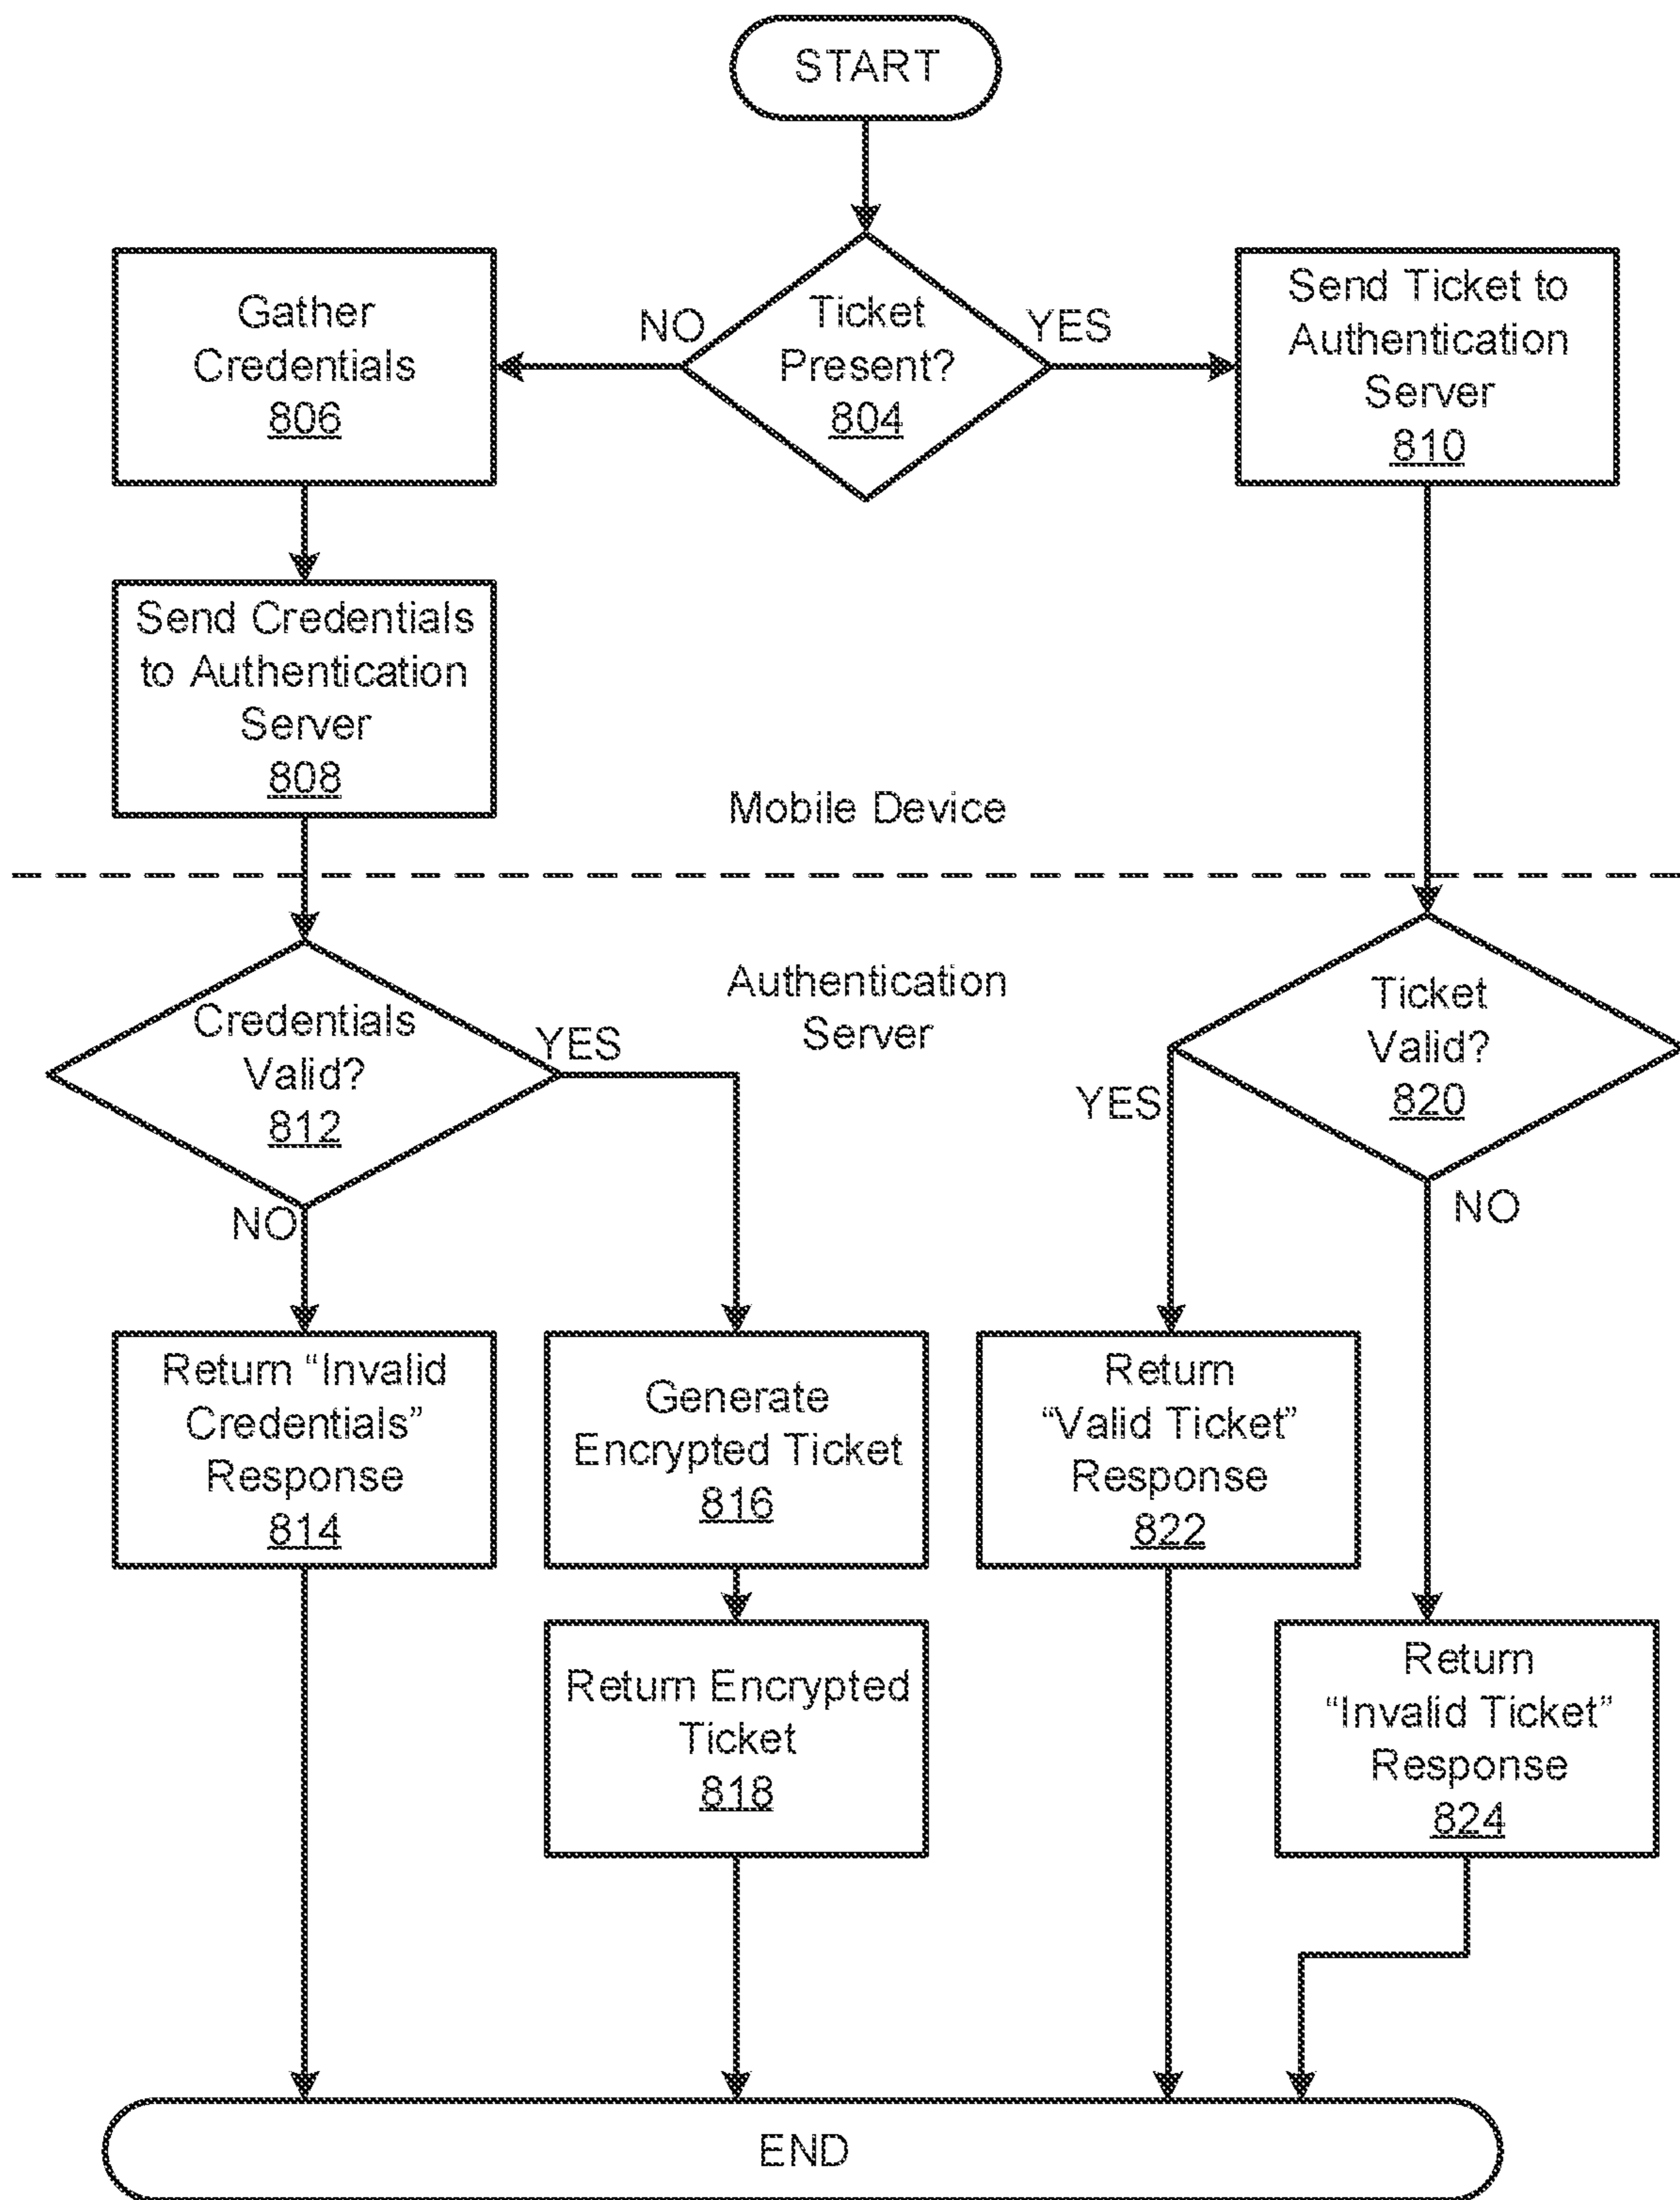 START
Gather
Credentials
806
NO
Ticket
Present?
804
YES
Send Ticket to
Authentication
Server
810
Send Credentials
to Authentication
Server
808
Mobile Device
Authentication
Server
Credentials
Valid?
812
YES
NO
Ticket
Valid?
820
YES
NO
Return “Invalid
Credentials”
Response
814
Generate
Encrypted Ticket
816
Return
“Valid Ticket”
Response
822
Return Encrypted
Ticket
818
Return
“Invalid Ticket”
Response
824
END